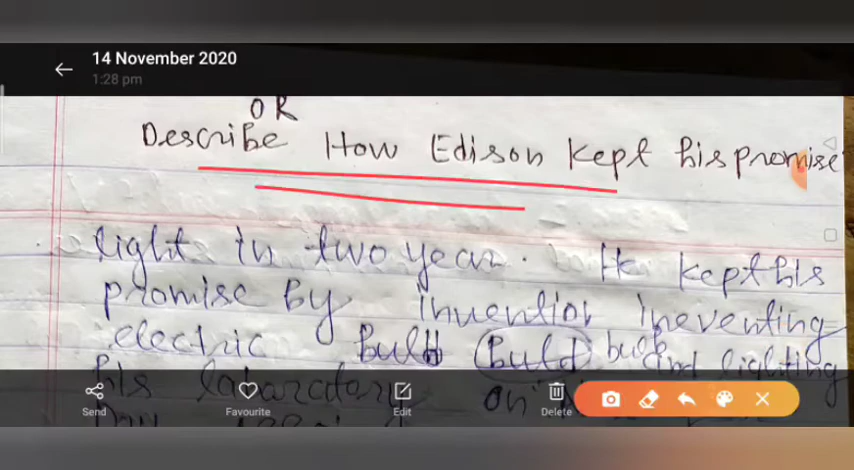 14 November 2020
1:28 pm
OR
Describe How Edison kept his promise
light in two year. He kept his
promise By invention ineventing
electric Bulb (Bulb) bulb and lighting
his labaratory on
Send Favourite Edit Delete